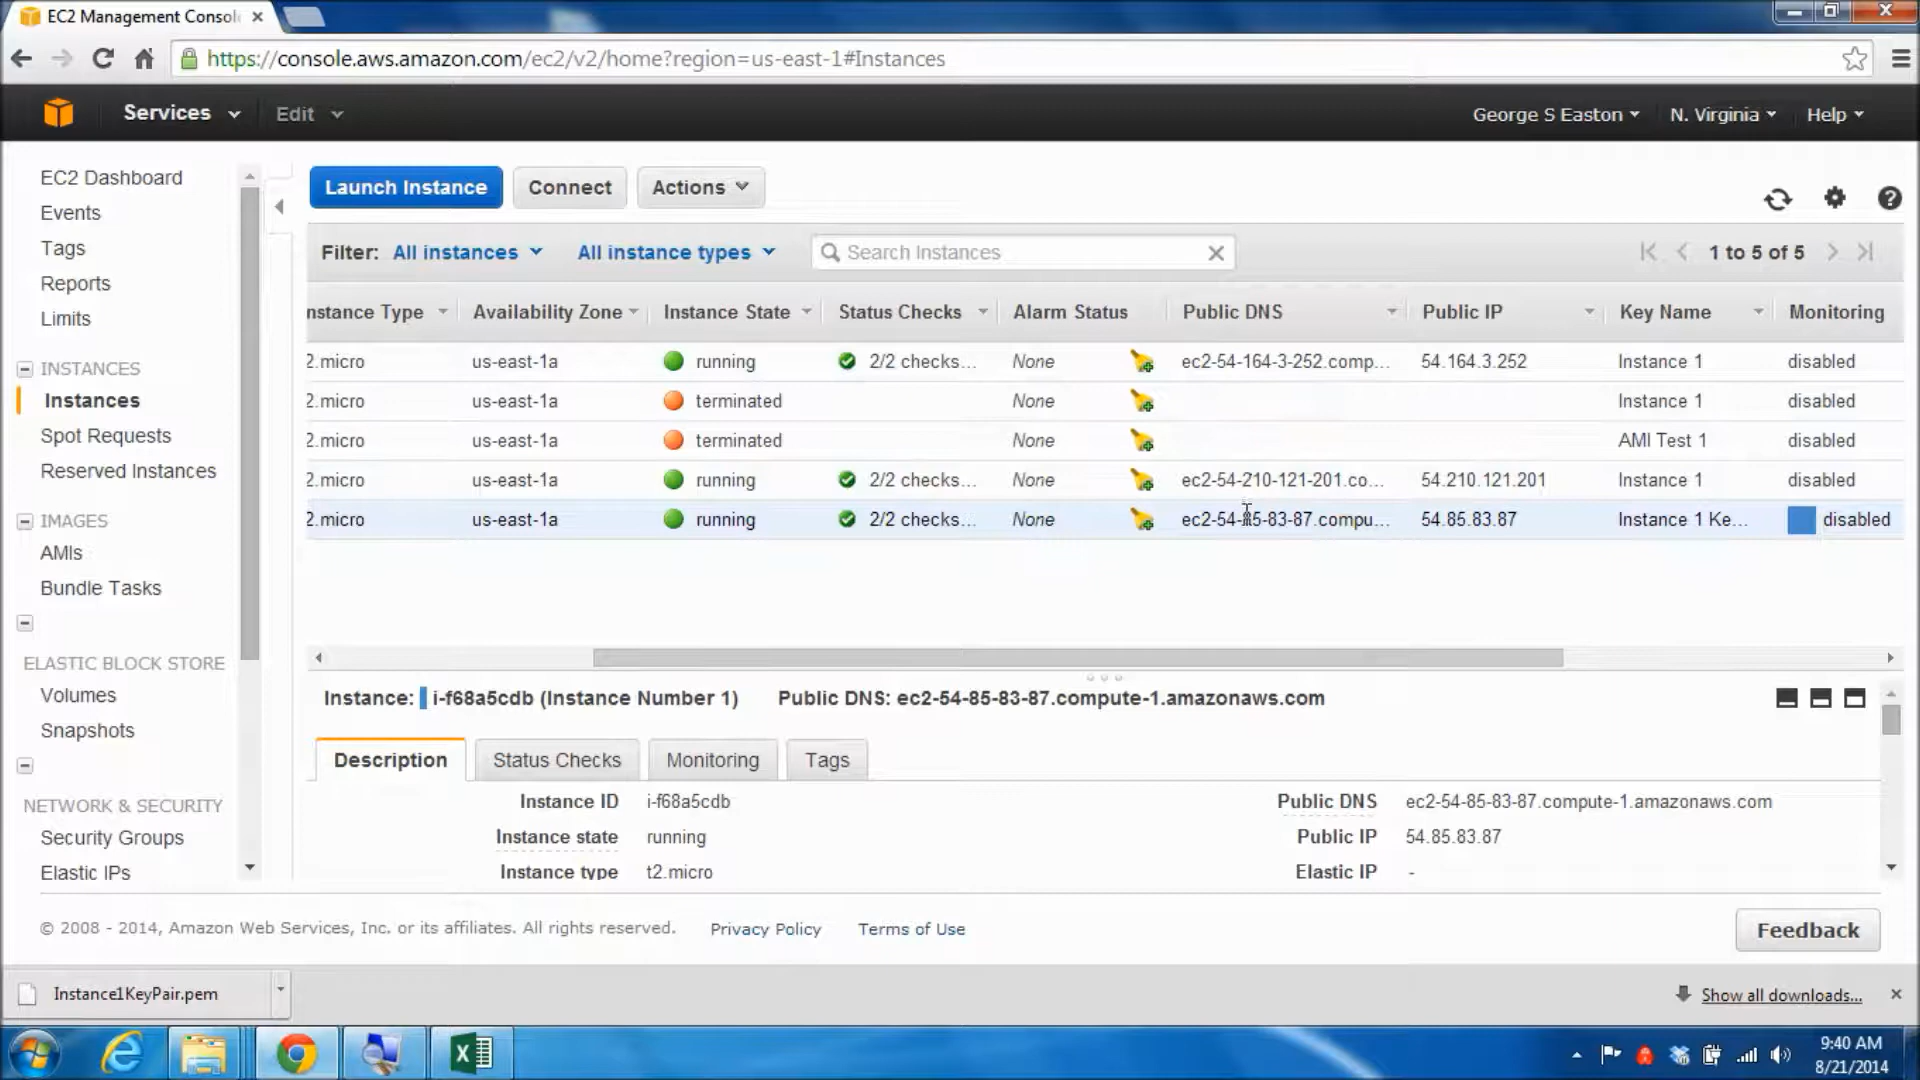 EC2 Management Consol
https://console.aws.amazon.com/ec2/v2/home?region=us-east-1#Instances
Services Edit George S Easton N. Virginia Help
EC2 Dashboard
Events
Tags
Reports
Limits
INSTANCES
Instances
Spot Requests
Reserved Instances
IMAGES
AMIs
Bundle Tasks
ELASTIC BLOCK STORE
Volumes
Snapshots
NETWORK & SECURITY
Security Groups
Elastic IPs
Launch Instance Connect Actions
Filter: All instances All instance types Search Instances 1 to 5 of 5
nstance Type Availability Zone Instance State Status Checks Alarm Status Public DNS Public IP Key Name Monitoring
2.micro us-east-1a running 2/2 checks... None ec2-54-164-3-252.comp... 54.164.3.252 Instance 1 disabled
2.micro us-east-1a terminated None Instance 1 disabled
2.micro us-east-1a terminated None AMI Test 1 disabled
2.micro us-east-1a running 2/2 checks... None ec2-54-210-121-201.co... 54.210.121.201 Instance 1 disabled
2.micro us-east-1a running 2/2 checks... None ec2-54-85-83-87.compu... 54.85.83.87 Instance 1 Ke... disabled
Instance: i-f68a5cdb (Instance Number 1) Public DNS: ec2-54-85-83-87.compute-1.amazonaws.com
Description Status Checks Monitoring Tags
Instance ID i-f68a5cdb Public DNS ec2-54-85-83-87.compute-1.amazonaws.com
Instance state running Public IP 54.85.83.87
Instance type t2.micro Elastic IP -
© 2008 - 2014, Amazon Web Services, Inc. or its affiliates. All rights reserved. Privacy Policy Terms of Use Feedback
Instance1KeyPair.pem Show all downloads...
9:40 AM
8/21/2014